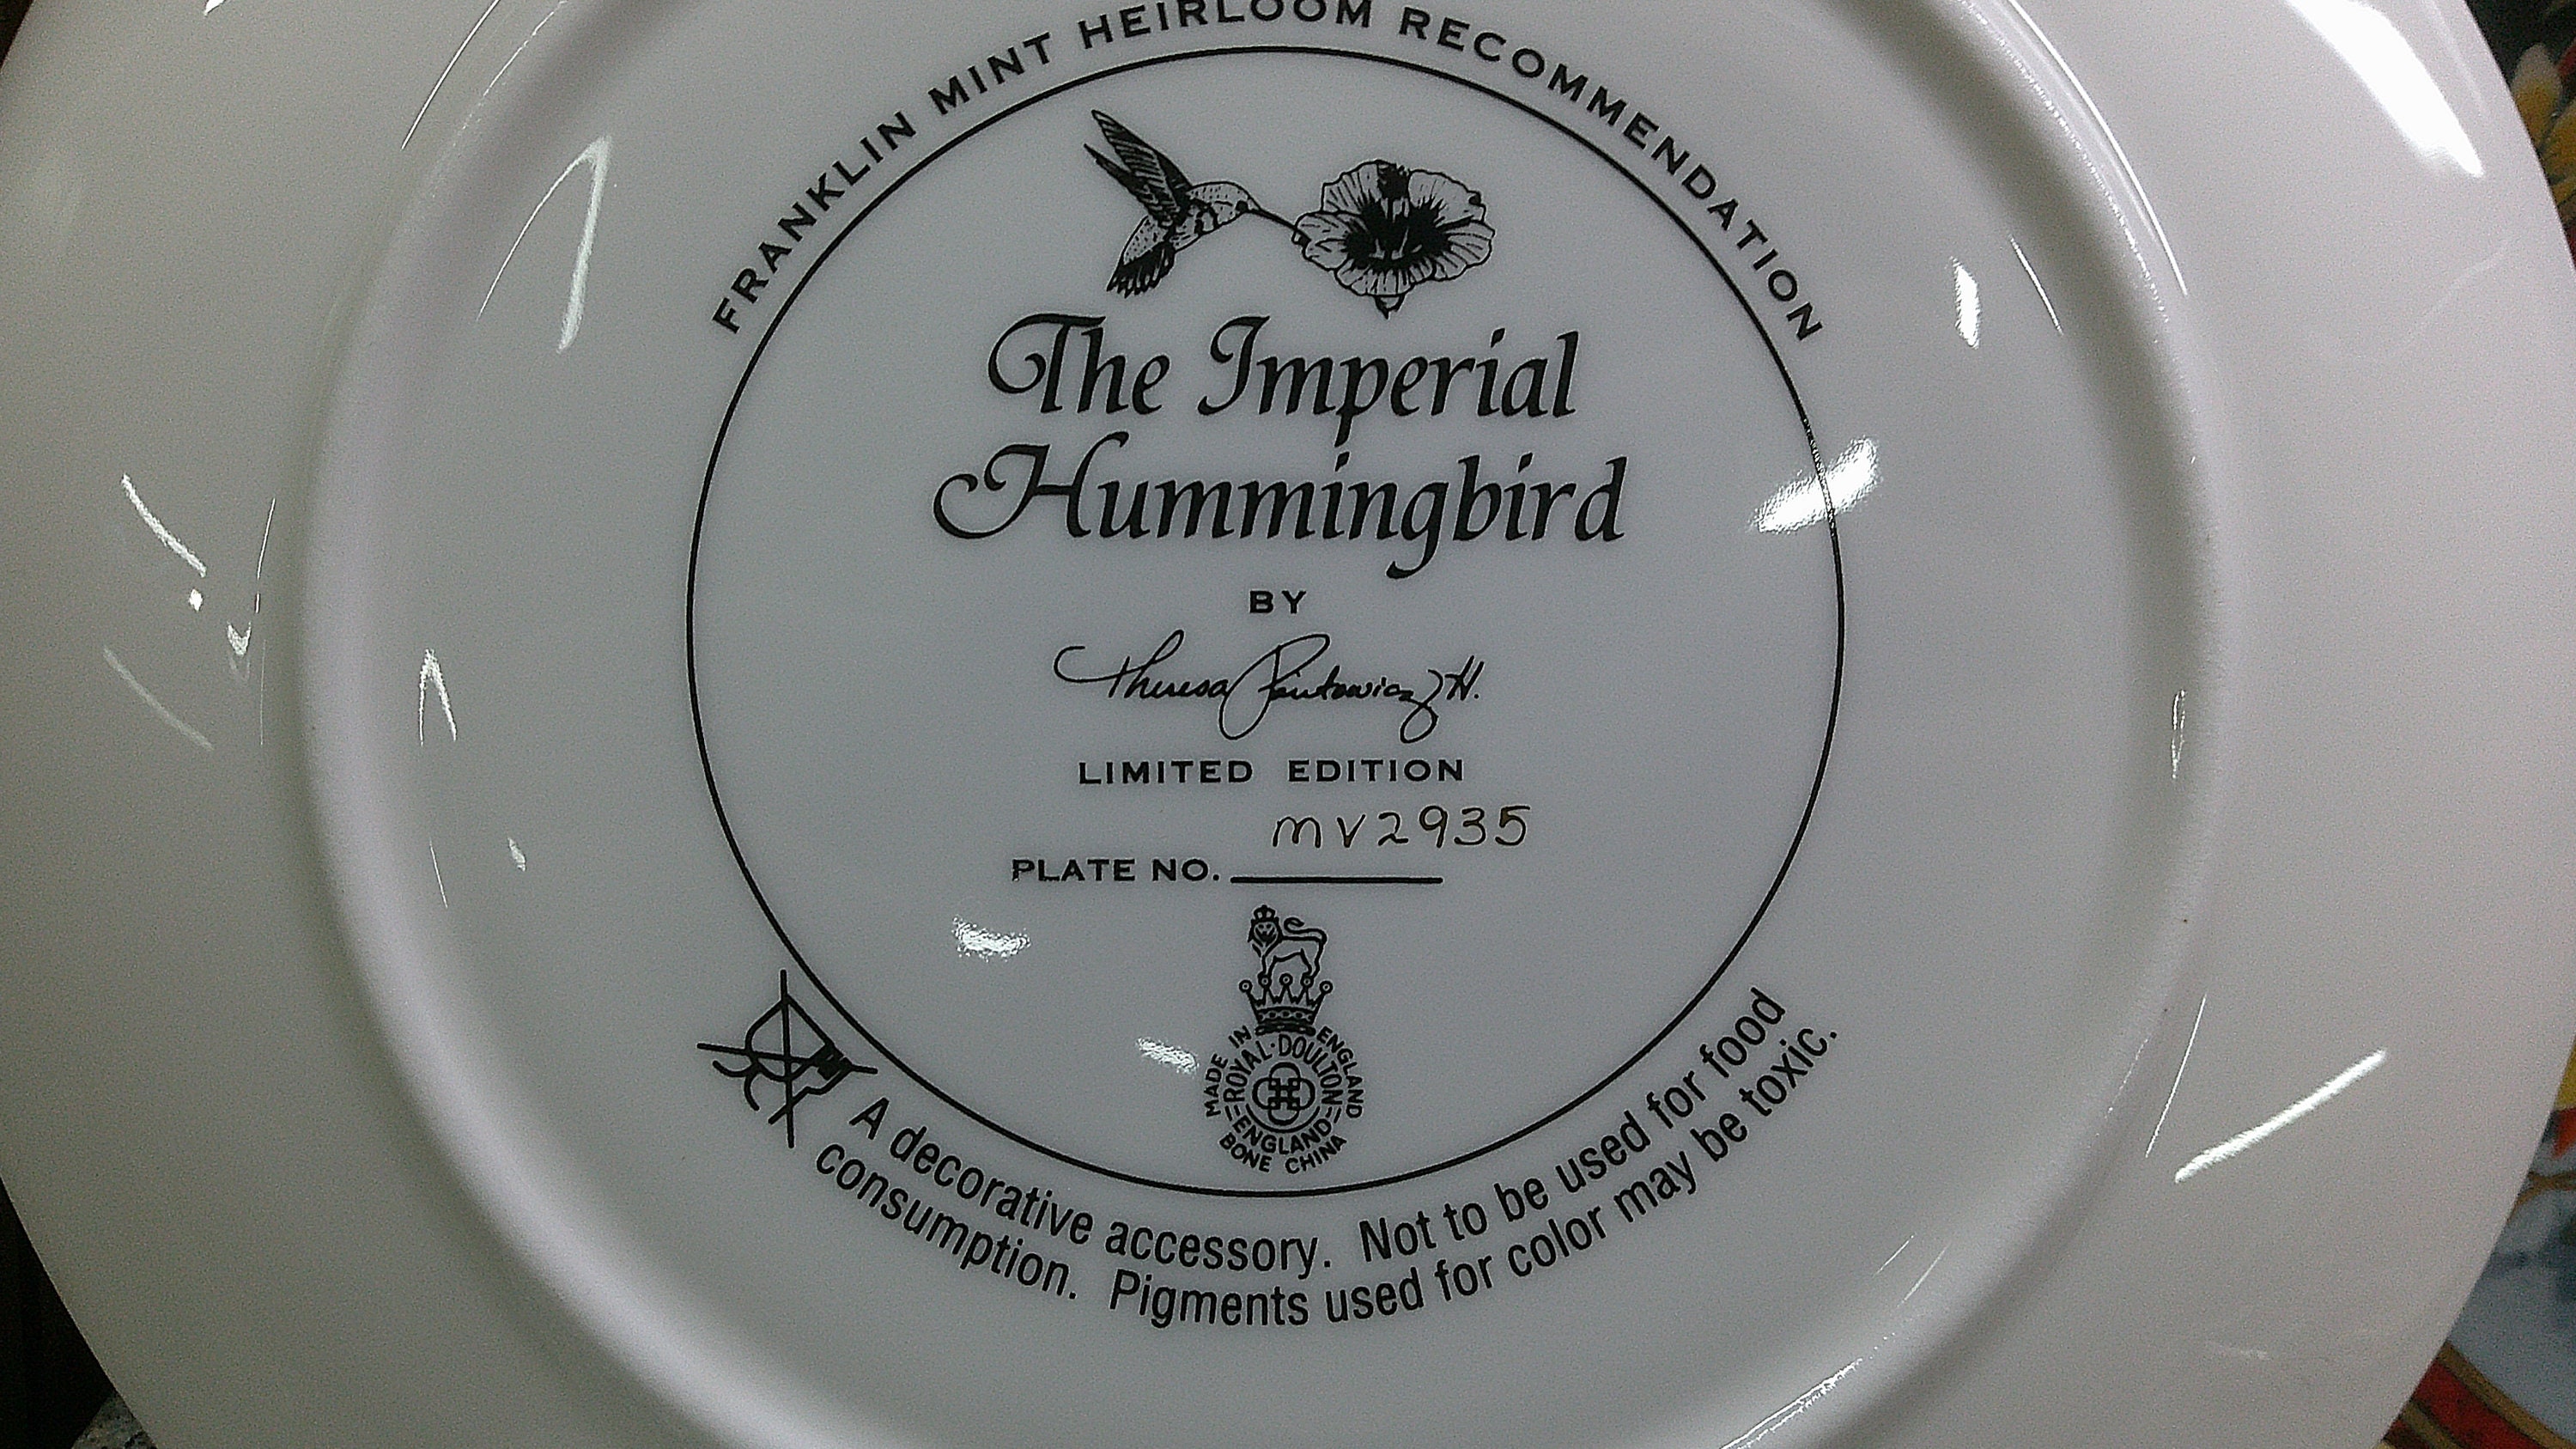 FRANKLIN MINT HEIRLOOM RECOMMENDATION
The Imperial
Hummingbird
BY
Theresa H.
LIMITED EDITION
MV2935
PLATE NO.
MADE IN ENGLAND
ROYAL·DOULTON
ENGLAND
BONE CHINA
A decorative accessory. Not to be used for food
consumption. Pigments used for color may be toxic.